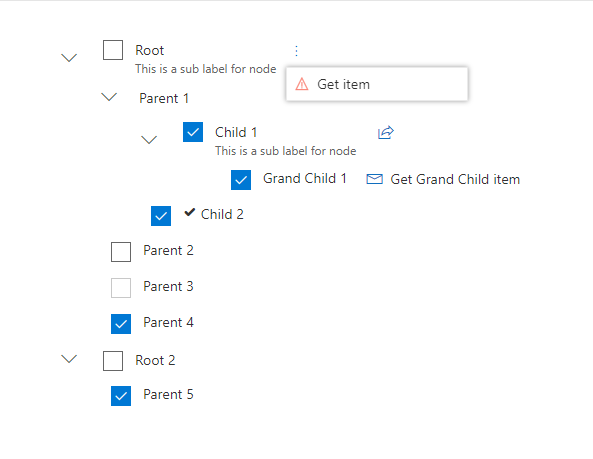 Root
This is a sub label for node
Get item
Parent 1
Child 1
This is a sub label for node
Grand Child 1 Get Grand Child item
Child 2
Parent 2
Parent 3
Parent 4
Root 2
Parent 5